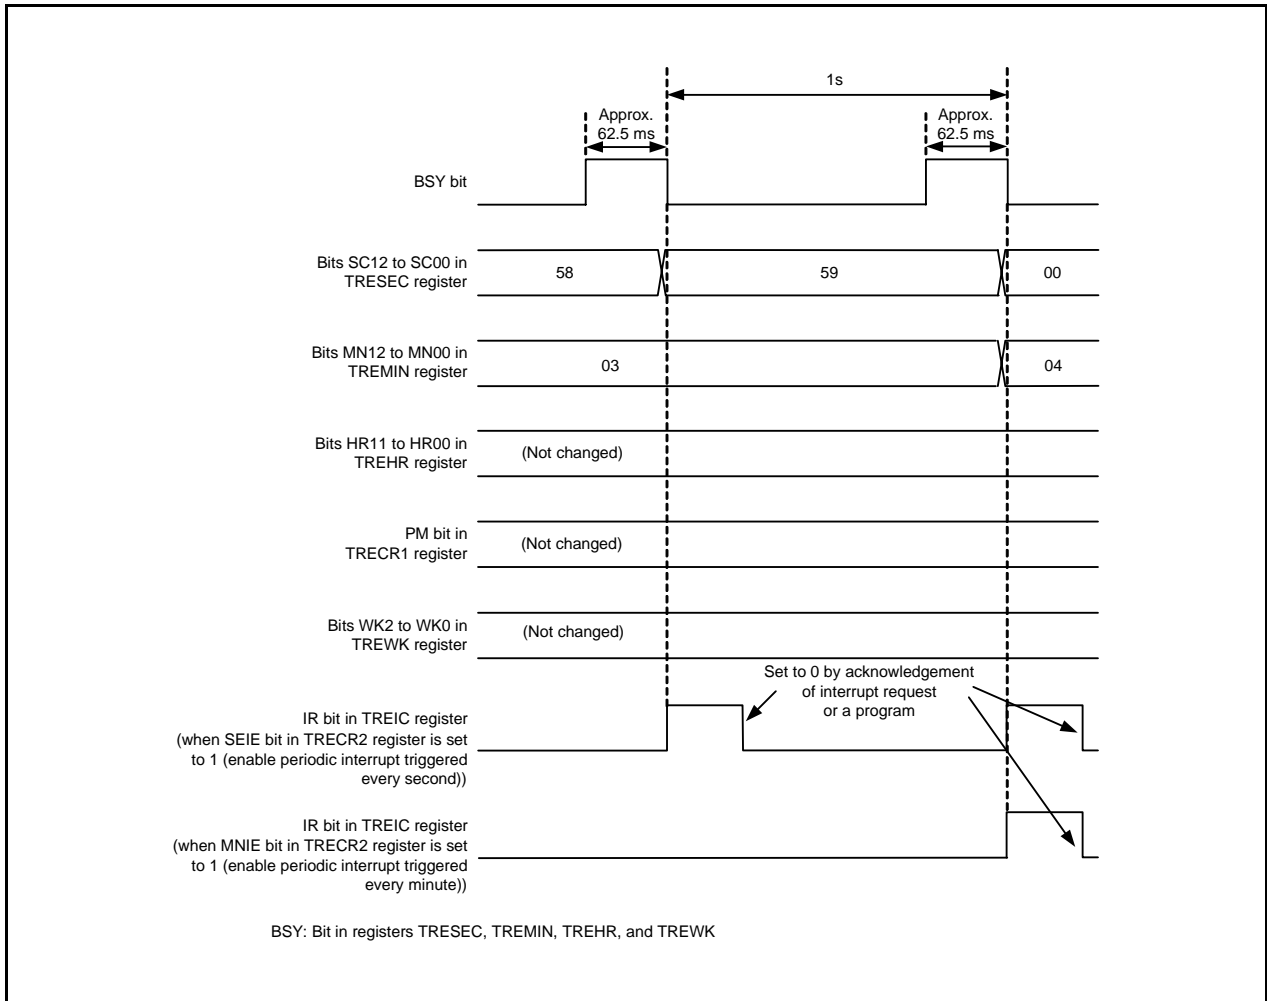 1s
Approx.
62.5 ms
Approx.
62.5 ms
BSY bit
Bits SC12 to SC00 in
TRESEC register
58
59
00
Bits MN12 to MN00 in
TREMIN register
03
04
Bits HR11 to HR00 in
TREHR register
(Not changed)
PM bit in
TRECR1 register
(Not changed)
Bits WK2 to WK0 in
TREWK register
(Not changed)
Set to 0 by acknowledgement
of interrupt request
or a program
IR bit in TREIC register
(when SEIE bit in TRECR2 register is set
to 1 (enable periodic interrupt triggered
every second))
IR bit in TREIC register
(when MNIE bit in TRECR2 register is set
to 1 (enable periodic interrupt triggered
every minute))
BSY: Bit in registers TRESEC, TREMIN, TREHR, and TREWK